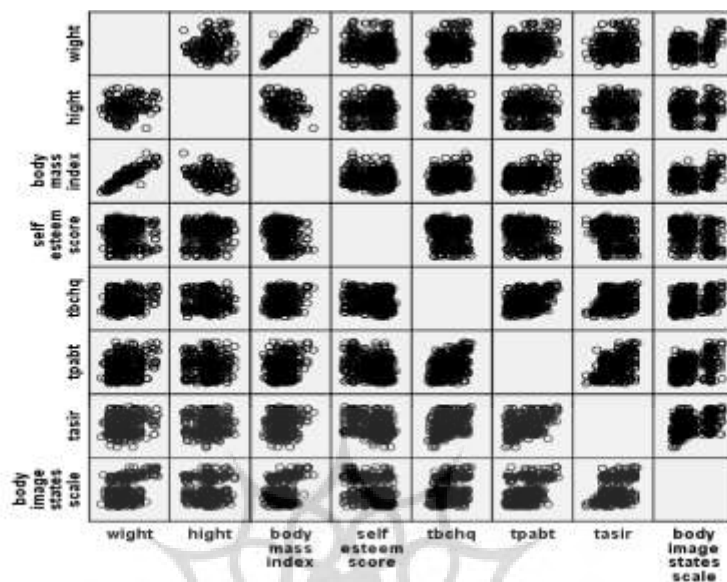 wight
hight
body
mass
index
self
esteem
score
tbchq
tpabt
tasir
body
image
states
scale
wight
hight
body
mass
index
self
esteem
score
tbchq
tpabt
tasir
body
image
states
scale